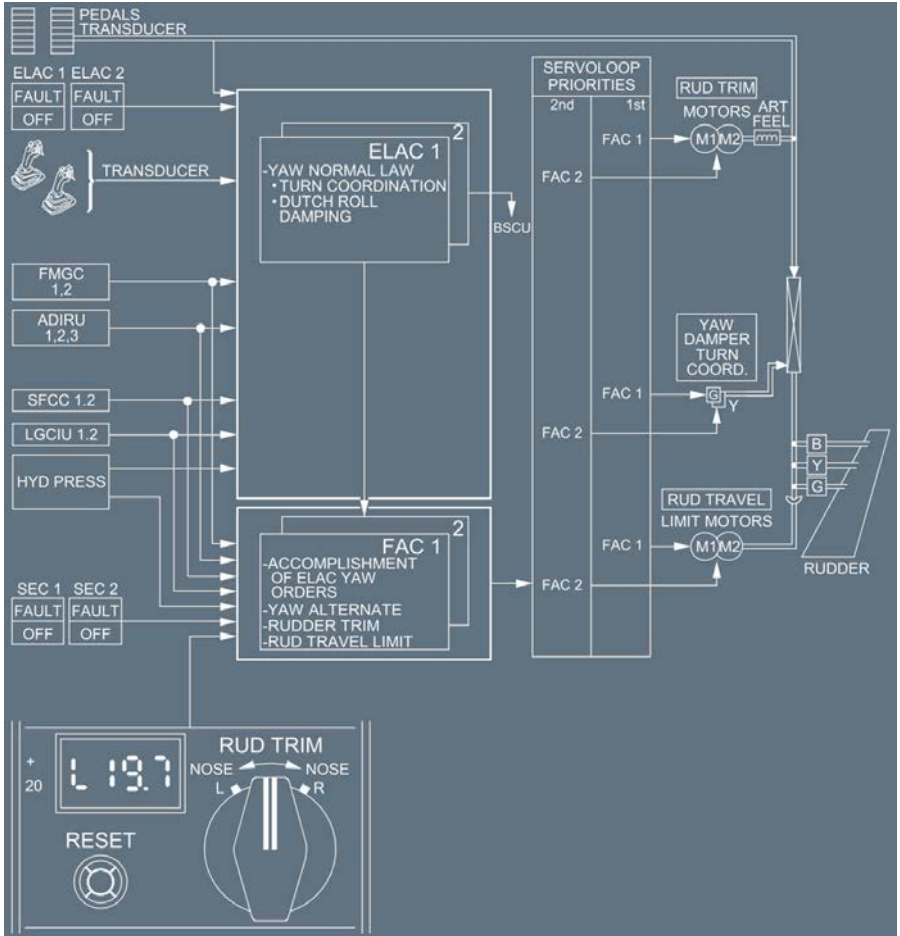 PEDALS
TRANSDUCER
ELAC 1 ELAC 2
FAULT FAULT
OFF OFF
TRANSDUCER
FMGC
1,2
ADIRU
1,2,3
SFCC 1.2
LGCIU 1.2
HYD PRESS
SEC 1 SEC 2
FAULT FAULT
OFF OFF
2
ELAC 1
-YAW NORMAL LAW
• TURN COORDINATION
• DUTCH ROLL
DAMPING
BSCU
2
FAC 1
-ACCOMPLISHMENT
OF ELAC YAW
ORDERS
-YAW ALTERNATE
-RUDDER TRIM
-RUD TRAVEL LIMIT
SERVOLOOP
PRIORITIES
2nd 1st
FAC 1
FAC 2
FAC 1
FAC 2
FAC 1
FAC 2
RUD TRIM
MOTORS
ART
FEEL
M1 M2
YAW
DAMPER
TURN
COORD.
G
Y
B
Y
G
RUD TRAVEL
LIMIT MOTORS
M1 M2
RUDDER
+
20
L 19.7
RESET
RUD TRIM
NOSE NOSE
L R